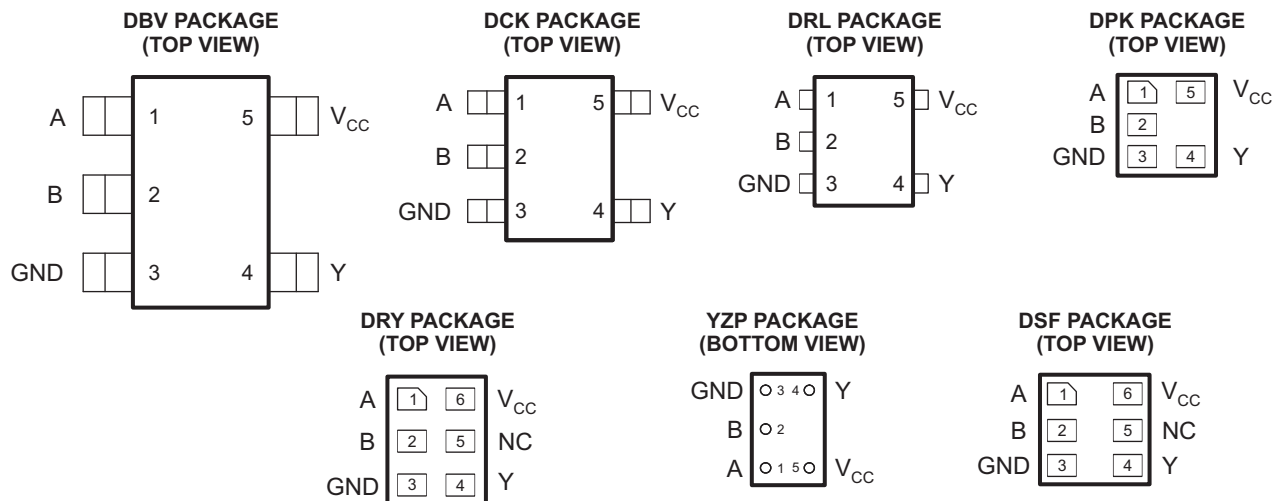 DBV PACKAGE
(TOP VIEW)
A 1 5 VCC
B 2
GND 3 4 Y
DCK PACKAGE
(TOP VIEW)
A 1 5 VCC
B 2
GND 3 4 Y
DRL PACKAGE
(TOP VIEW)
A 1 5 VCC
B 2
GND 3 4 Y
DPK PACKAGE
(TOP VIEW)
A 1 5 VCC
B 2
GND 3 4 Y
DRY PACKAGE
(TOP VIEW)
A 1 6 VCC
B 2 5 NC
GND 3 4 Y
YZP PACKAGE
(BOTTOM VIEW)
GND 3 4 Y
B 2
A 1 5 VCC
DSF PACKAGE
(TOP VIEW)
A 1 6 VCC
B 2 5 NC
GND 3 4 Y